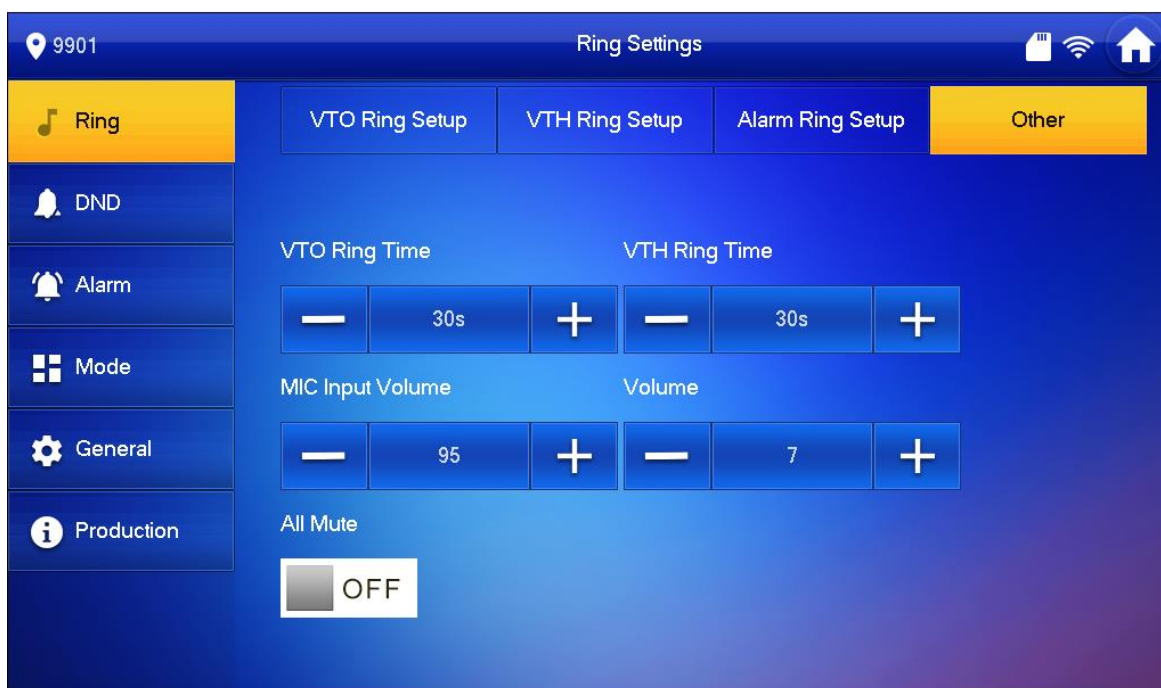 9901
Ring Settings
Ring
VTO Ring Setup
VTH Ring Setup
Alarm Ring Setup
Other
DND
Alarm
Mode
General
Production
VTO Ring Time
VTH Ring Time
30s
30s
MIC Input Volume
Volume
95
7
All Mute
OFF